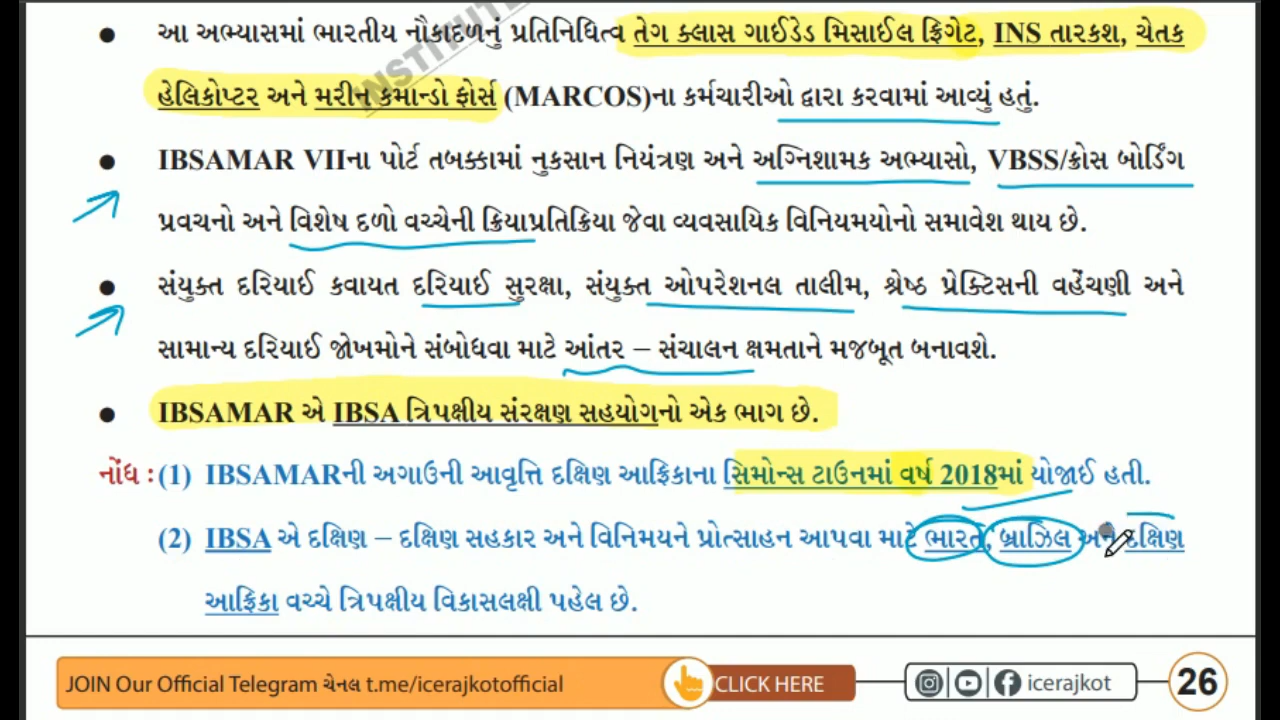 ● આ અભ્યાસમાં ભારતીય નૌકાદળનું પ્રતિનિધિત્વ તેગ ક્લાસ ગાઈડેડ મિસાઈલ ફ્રિગેટ, INS તારકશ, ચેતક
હેલિકોપ્ટર અને મરીન કમાન્ડો ફોર્સ (MARCOS)ના કર્મચારીઓ દ્વારા કરવામાં આવ્યું હતું.
INSTITUTE
● IBSAMAR VIIના પોર્ટ તબક્કામાં નુકસાન નિયંત્રણ અને અગ્નિશામક અભ્યાસો, VBSS/ક્રોસ બોર્ડિંગ
પ્રવચનો અને વિશેષ દળો વચ્ચેની ક્રિયાપ્રતિક્રિયા જેવા વ્યવસાયિક વિનિયમયોનો સમાવેશ થાય છે.
● સંયુક્ત દરિયાઈ કવાયત દરિયાઈ સુરક્ષા, સંયુક્ત ઓપરેશનલ તાલીમ, શ્રેષ્ઠ પ્રેક્ટિસની વહેંચણી અને
સામાન્ય દરિયાઈ જોખમોને સંબોધવા માટે આંતર – સંચાલન ક્ષમતાને મજબૂત બનાવશે.
● IBSAMAR એ IBSA ત્રિપક્ષીય સંરક્ષણ સહયોગનો એક ભાગ છે.
નોંધ : (1) IBSAMARની અગાઉની આવૃત્તિ દક્ષિણ આફ્રિકાના સિમોન્સ ટાઉનમાં વર્ષ 2018માં યોજાઈ હતી.
(2) IBSA એ દક્ષિણ – દક્ષિણ સહકાર અને વિનિમયને પ્રોત્સાહન આપવા માટે ભારત, બ્રાઝિલ અને દક્ષિણ
આફ્રિકા વચ્ચે ત્રિપક્ષીય વિકાસલક્ષી પહેલ છે.
JOIN Our Official Telegram ચેનલ t.me/icerajkotofficial CLICK HERE icerajkot 26